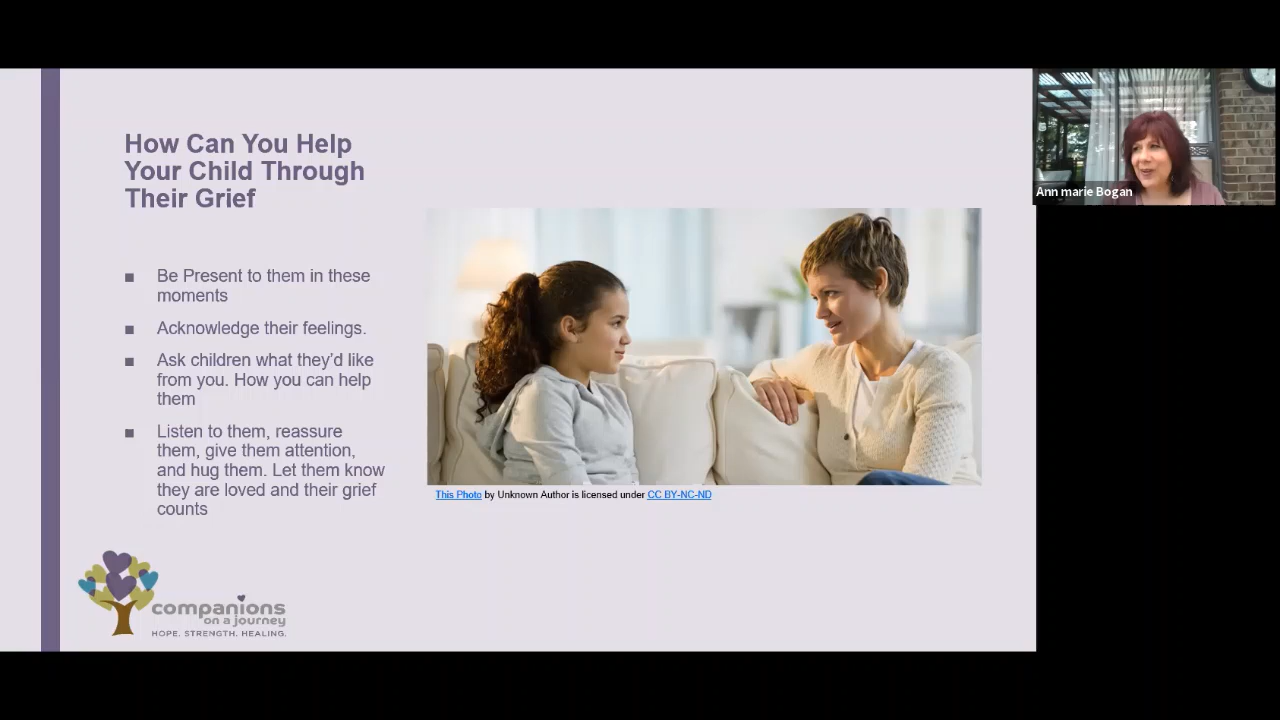 How Can You Help
Your Child Through
Their Grief
■ Be Present to them in these
moments
■ Acknowledge their feelings.
■ Ask children what they'd like
from you. How you can help
them
■ Listen to them, reassure
them, give them attention,
and hug them. Let them know
they are loved and their grief
counts
This Photo by Unknown Author is licensed under CC BY-NC-ND
companions
on a journey
HOPE. STRENGTH. HEALING.
Ann marie Bogan